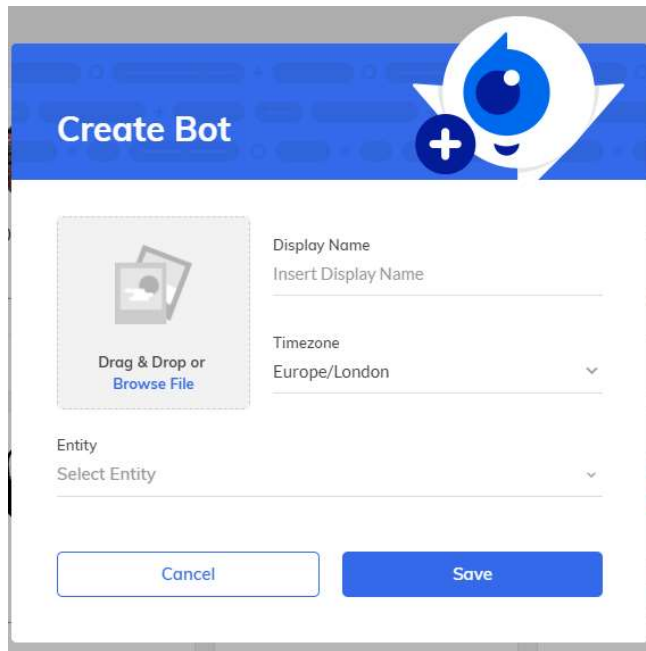 Create Bot
Display Name
Insert Display Name
Drag & Drop or
Browse File
Timezone
Europe/London
Entity
Select Entity
Cancel
Save